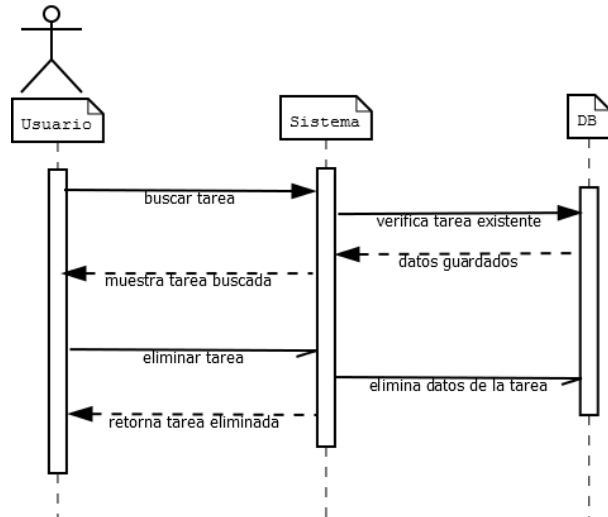 Usuario
Sistema
DB
buscar tarea
verifica tarea existente
datos guardados
muestra tarea buscada
eliminar tarea
elimina datos de la tarea
retorna tarea eliminada